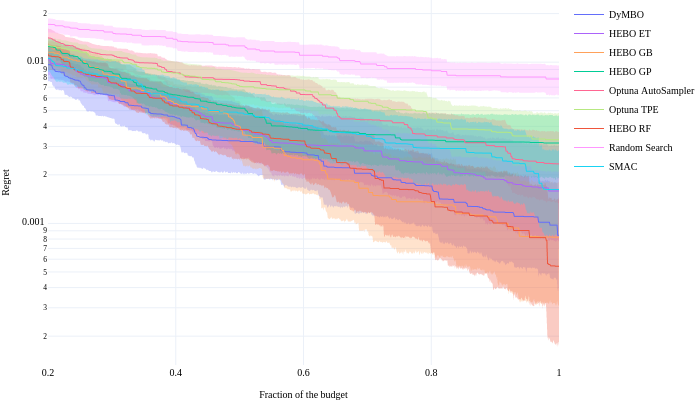 2
0.01
9
8
7
6
5
4
3
2
0.001
9
8
7
6
5
4
3
2
Regret
0.2
0.4
0.6
0.8
1
Fraction of the budget
DyMBO
HEBO ET
HEBO GB
HEBO GP
Optuna AutoSampler
Optuna TPE
HEBO RF
Random Search
SMAC